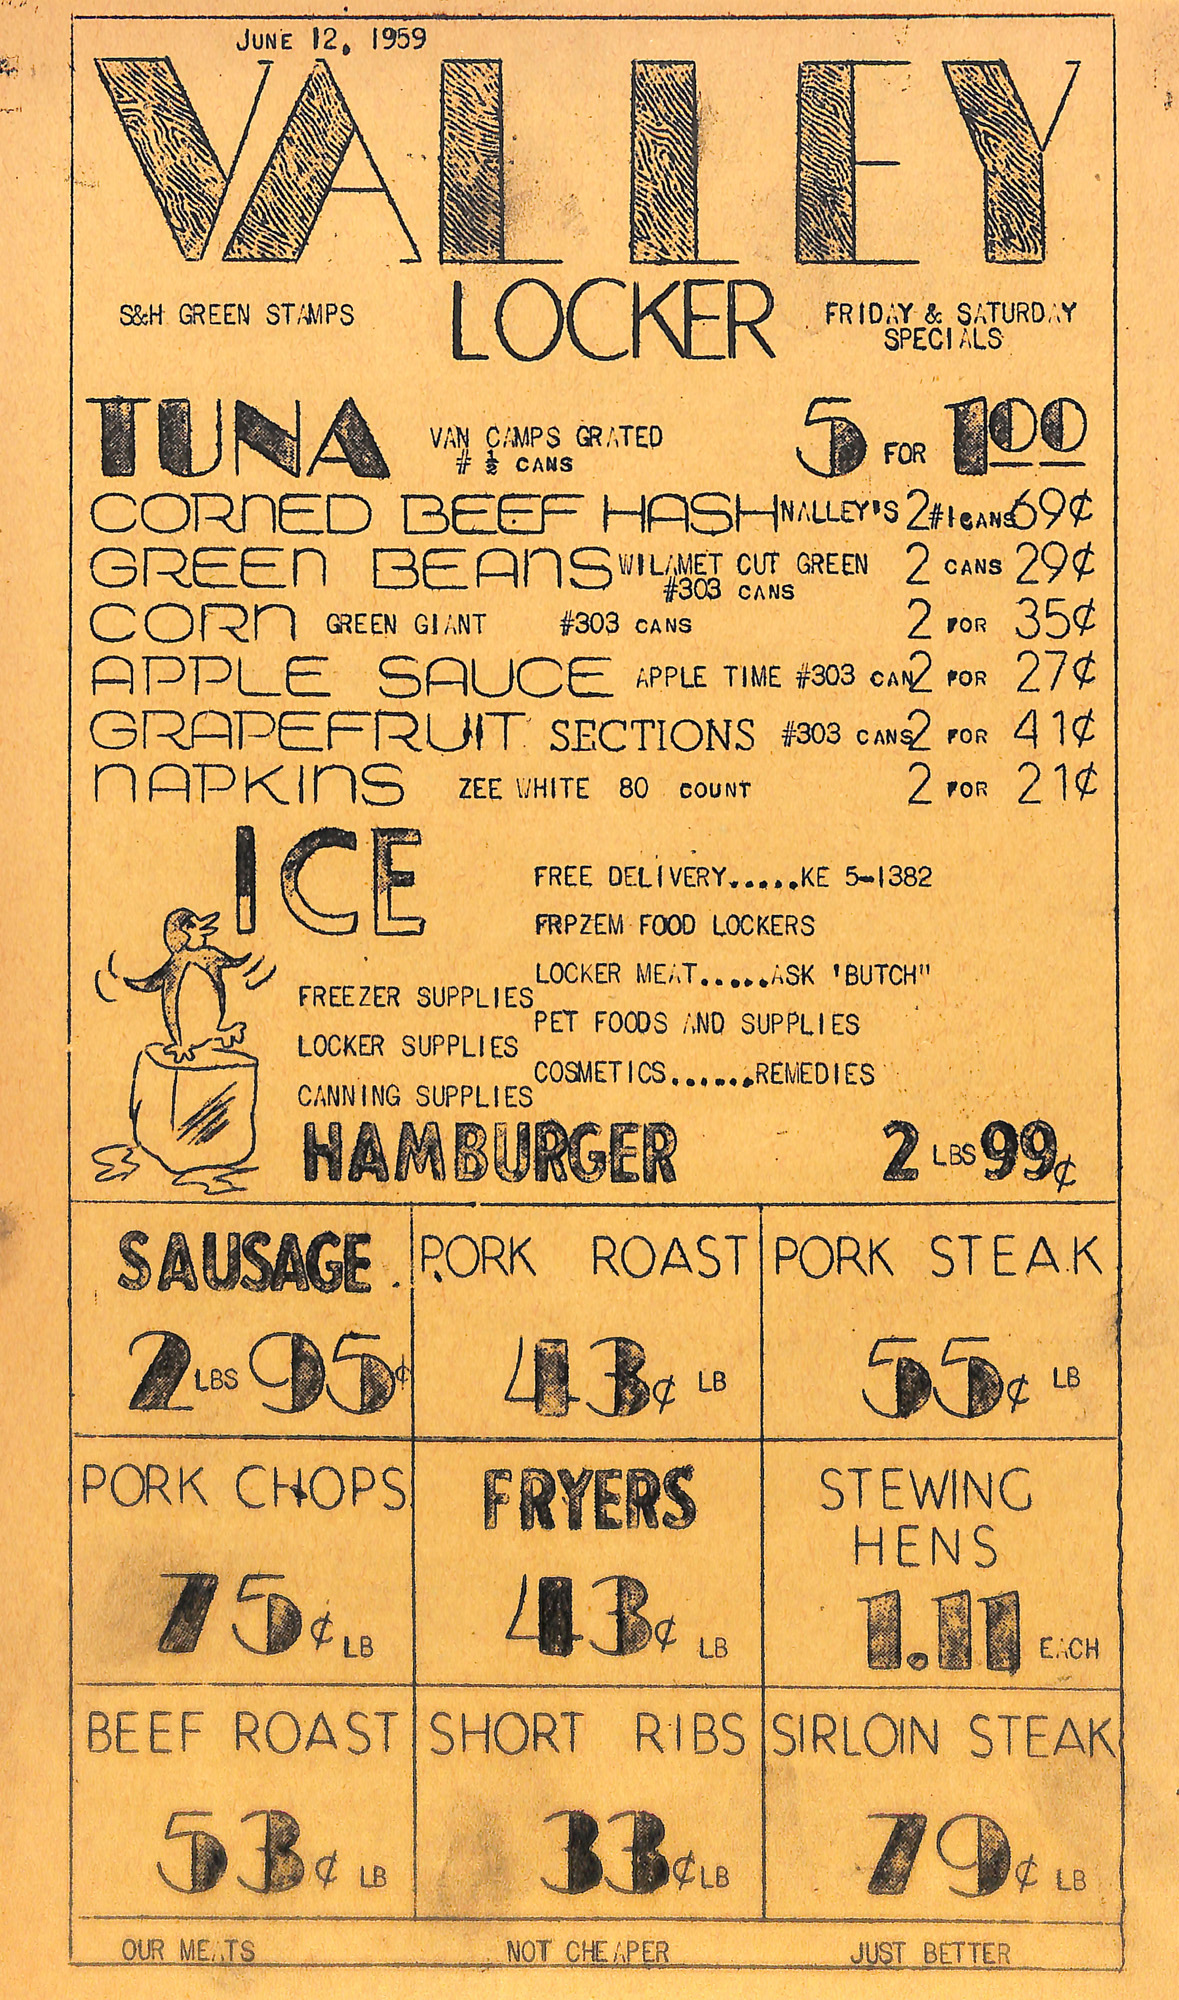 JUNE 12, 1959
VALLEY
LOCKER
S&H GREEN STAMPS
FRIDAY & SATURDAY
SPECIALS
TUNA VAN CAMPS GRATED 5 FOR 1.00
# ½ CANS
CORNED BEEF HASH NALLEY'S 2 #1 CANS 69¢
GREEN BEANS WILAMET CUT GREEN 2 CANS 29¢
#303 CANS
CORN GREEN GIANT #303 CANS 2 FOR 35¢
APPLE SAUCE APPLE TIME #303 CAN 2 FOR 27¢
GRAPEFRUIT SECTIONS #303 CANS 2 FOR 41¢
NAPKINS ZEE WHITE 80 COUNT 2 FOR 21¢
ICE
FREE DELIVERY.....KE 5-1382
FRPZEM FOOD LOCKERS
LOCKER MEAT......ASK 'BUTCH"
FREEZER SUPPLIES
PET FOODS AND SUPPLIES
LOCKER SUPPLIES
COSMETICS.......REMEDIES
CANNING SUPPLIES
HAMBURGER 2 LBS 99¢
SAUSAGE
2 LBS 95¢
PORK ROAST
43¢ LB
PORK STEAK
55¢ LB
PORK CHOPS
75¢ LB
FRYERS
43¢ LB
STEWING
HENS
1.11 EACH
BEEF ROAST
53¢ LB
SHORT RIBS
33¢ LB
SIRLOIN STEAK
79¢ LB
OUR MEATS NOT CHEAPER JUST BETTER